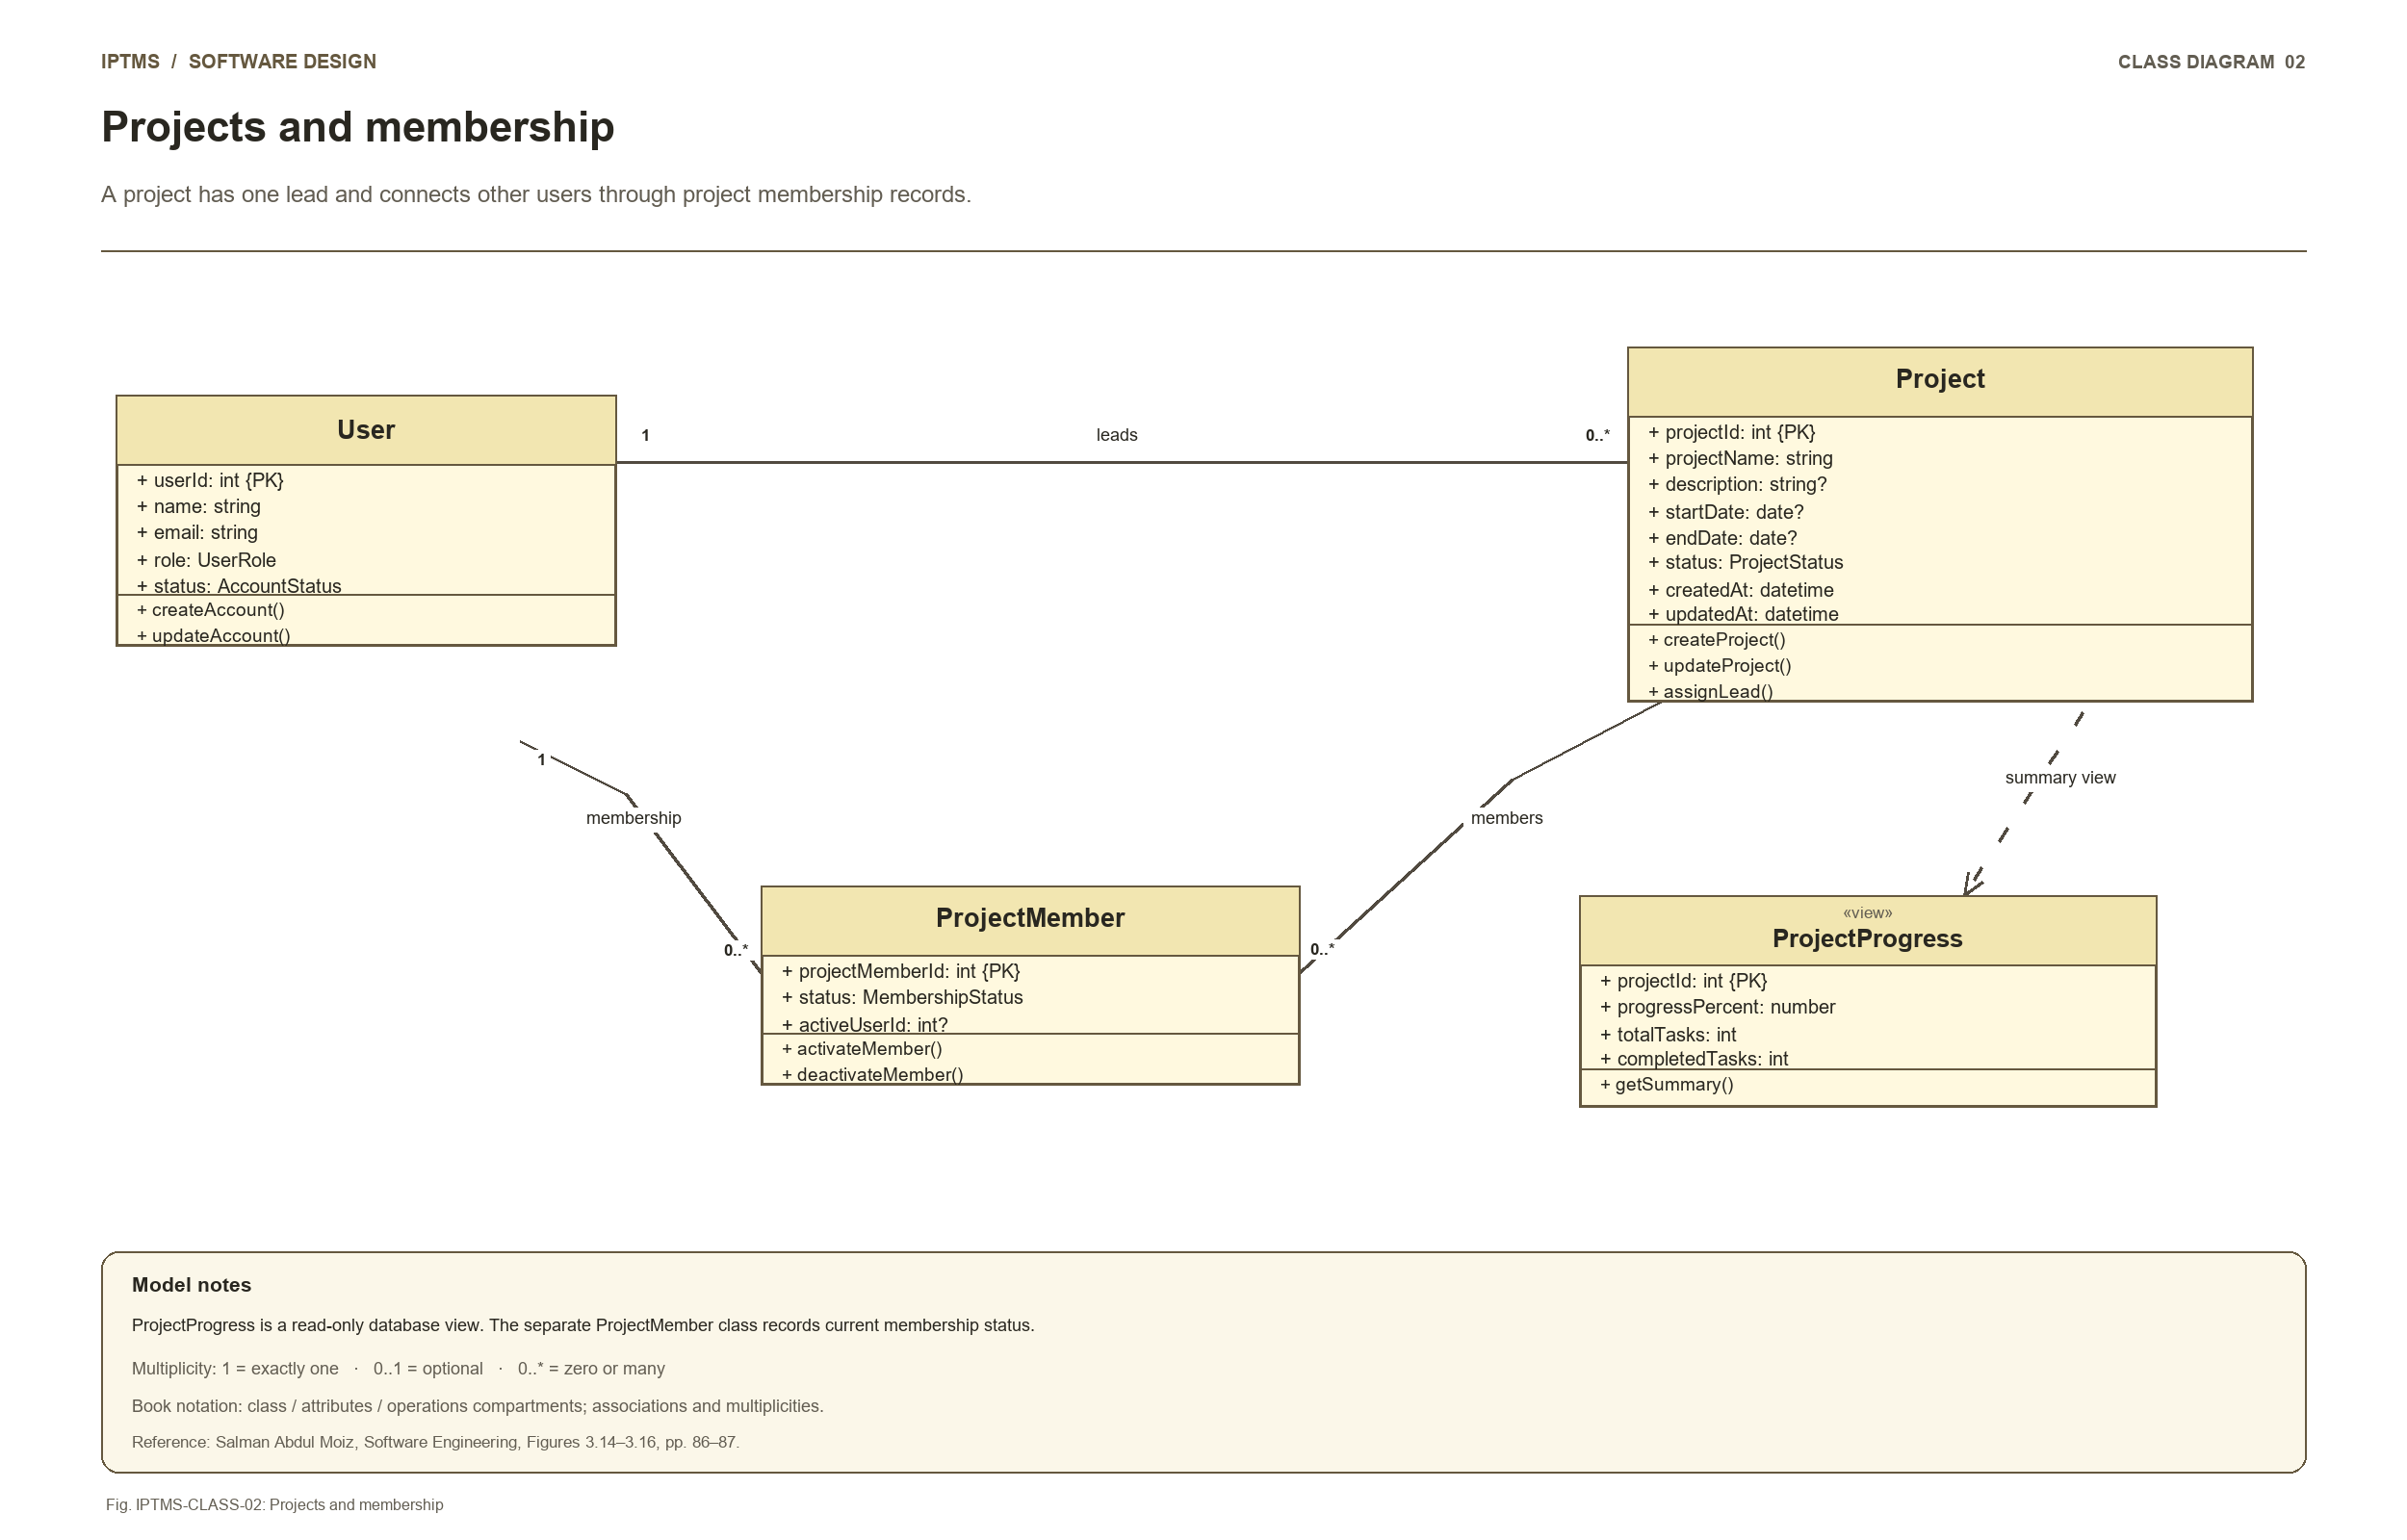 IPTMS / SOFTWARE DESIGN
CLASS DIAGRAM 02
Projects and membership
A project has one lead and connects other users through project membership records.
User
+ userId: int {PK}
+ name: string
+ email: string
+ role: UserRole
+ status: AccountStatus
+ createAccount()
+ updateAccount()
1
leads
0..*
Project
+ projectId: int {PK}
+ projectName: string
+ description: string?
+ startDate: date?
+ endDate: date?
+ status: ProjectStatus
+ createdAt: datetime
+ updatedAt: datetime
+ createProject()
+ updateProject()
+ assignLead()
1
membership
0..*
members
0..*
summary view
ProjectMember
+ projectMemberId: int {PK}
+ status: MembershipStatus
+ activeUserId: int?
+ activateMember()
+ deactivateMember()
«view»
ProjectProgress
+ projectId: int {PK}
+ progressPercent: number
+ totalTasks: int
+ completedTasks: int
+ getSummary()
Model notes
ProjectProgress is a read-only database view. The separate ProjectMember class records current membership status.
Multiplicity: 1 = exactly one · 0..1 = optional · 0..* = zero or many
Book notation: class / attributes / operations compartments; associations and multiplicities.
Reference: Salman Abdul Moiz, Software Engineering, Figures 3.14–3.16, pp. 86–87.
Fig. IPTMS-CLASS-02: Projects and membership